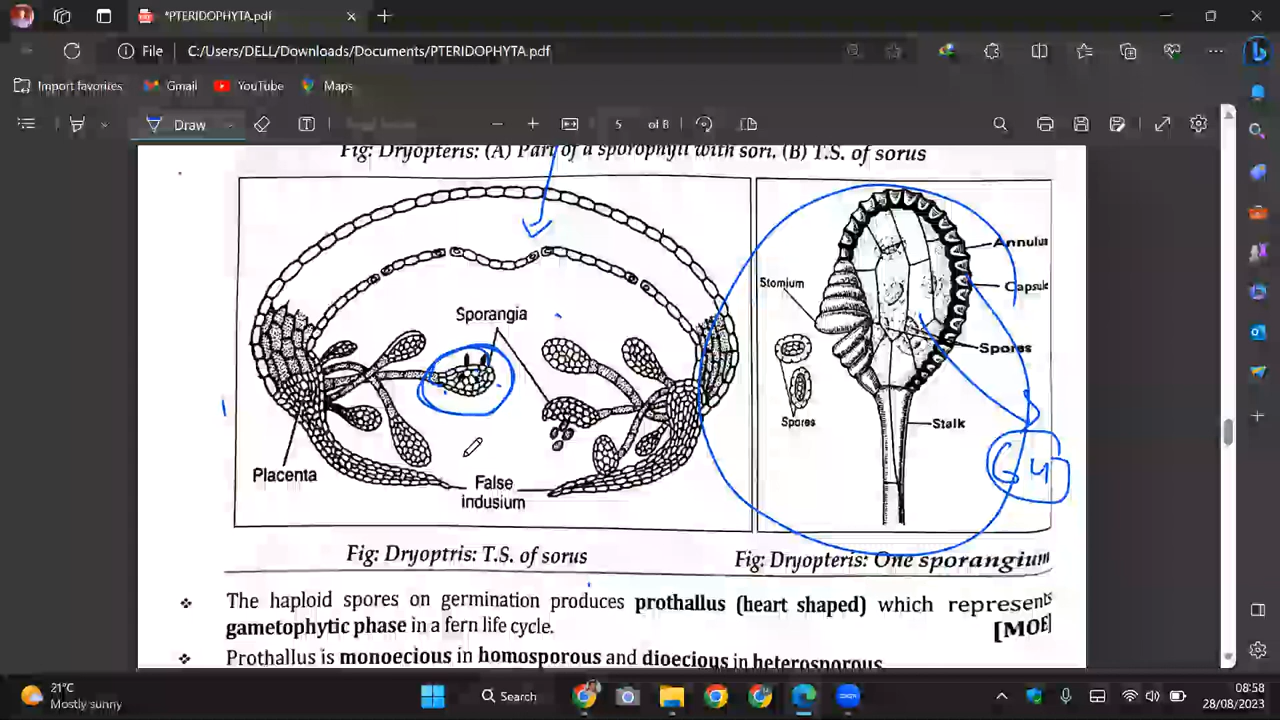 *PTERIDOPHYTA.pdf
File C:/Users/DELL/Downloads/Documents/PTERIDOPHYTA.pdf
Import favorites Gmail YouTube Maps
Draw 5 of 8
Fig: Dryopteris: (A) Part of a sporophyll with sori, (B) T.S. of sorus
Annulu
Stomium
Capsule
Sporangia
Spores
Spores
Stalk
64
Placenta
False
indusium
Fig: Dryoptris: T.S. of sorus
Fig: Dryopteris: One sporangium
❖ The haploid spores on germination produces prothallus (heart shaped) which represents
gametophytic phase in a fern life cycle. [MOE]
❖ Prothallus is monoecious in homosporous and dioecious in heterosporous.
21°C
Mostly sunny
Search
08:58
28/08/2023